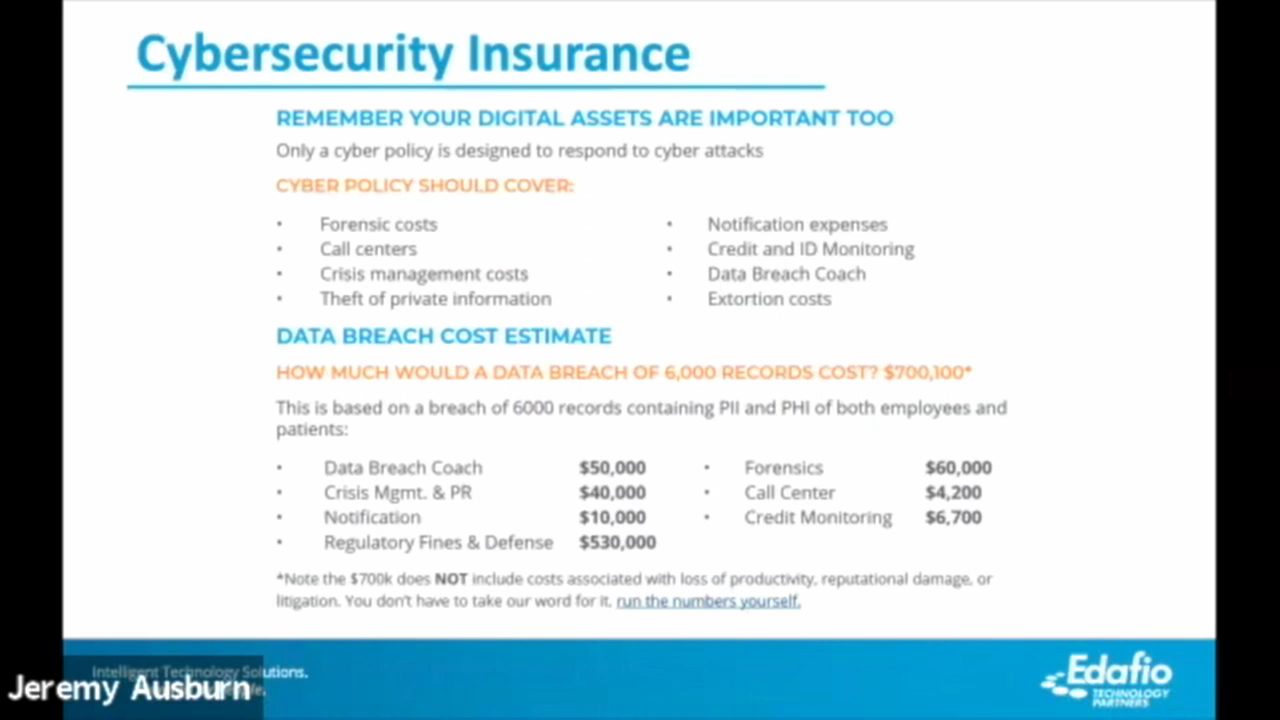 Cybersecurity Insurance
REMEMBER YOUR DIGITAL ASSETS ARE IMPORTANT TOO
Only a cyber policy is designed to respond to cyber attacks
CYBER POLICY SHOULD COVER:
• Forensic costs
• Call centers
• Crisis management costs
• Theft of private information
• Notification expenses
• Credit and ID Monitoring
• Data Breach Coach
• Extortion costs
DATA BREACH COST ESTIMATE
HOW MUCH WOULD A DATA BREACH OF 6,000 RECORDS COST? $700,100*
This is based on a breach of 6000 records containing PII and PHI of both employees and
patients:
• Data Breach Coach $50,000
• Crisis Mgmt. & PR $40,000
• Notification $10,000
• Regulatory Fines & Defense $530,000
• Forensics $60,000
• Call Center $4,200
• Credit Monitoring $6,700
*Note the $700k does NOT include costs associated with loss of productivity, reputational damage, or
litigation. You don't have to take our word for it, run the numbers yourself.
Intelligent Technology Solutions.
Jeremy Ausburn
Edafio
TECHNOLOGY
PARTNERS